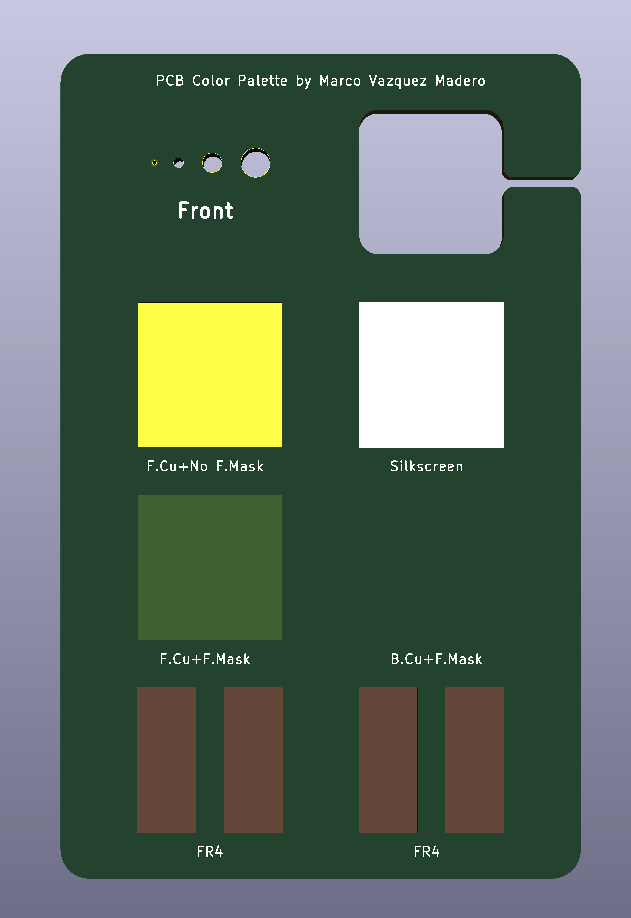 PCB Color Palette by Marco Vazquez Madero
Front
F.Cu+No F.Mask
Silkscreen
F.Cu+F.Mask
B.Cu+F.Mask
FR4
FR4